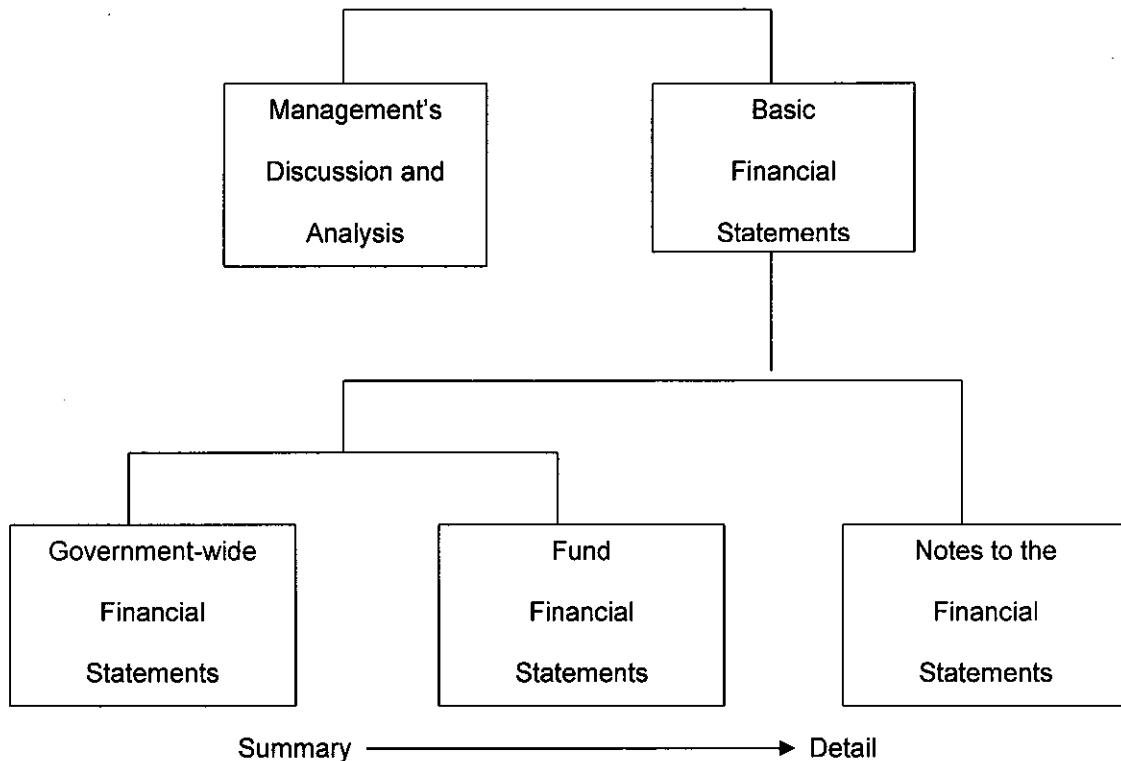 Management's
Discussion and
Analysis
Basic
Financial
Statements
Government-wide
Financial
Statements
Fund
Financial
Statements
Notes to the
Financial
Statements
Summary
Detail